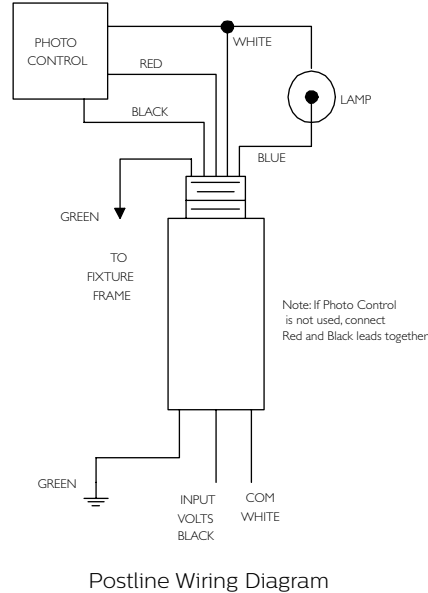 PHOTO
CONTROL
WHITE
RED
LAMP
BLACK
BLUE
GREEN
TO
FIXTURE
FRAME
Note: If Photo Control
is not used, connect
Red and Black leads together
GREEN
INPUT
VOLTS
BLACK
COM
WHITE
Postline Wiring Diagram